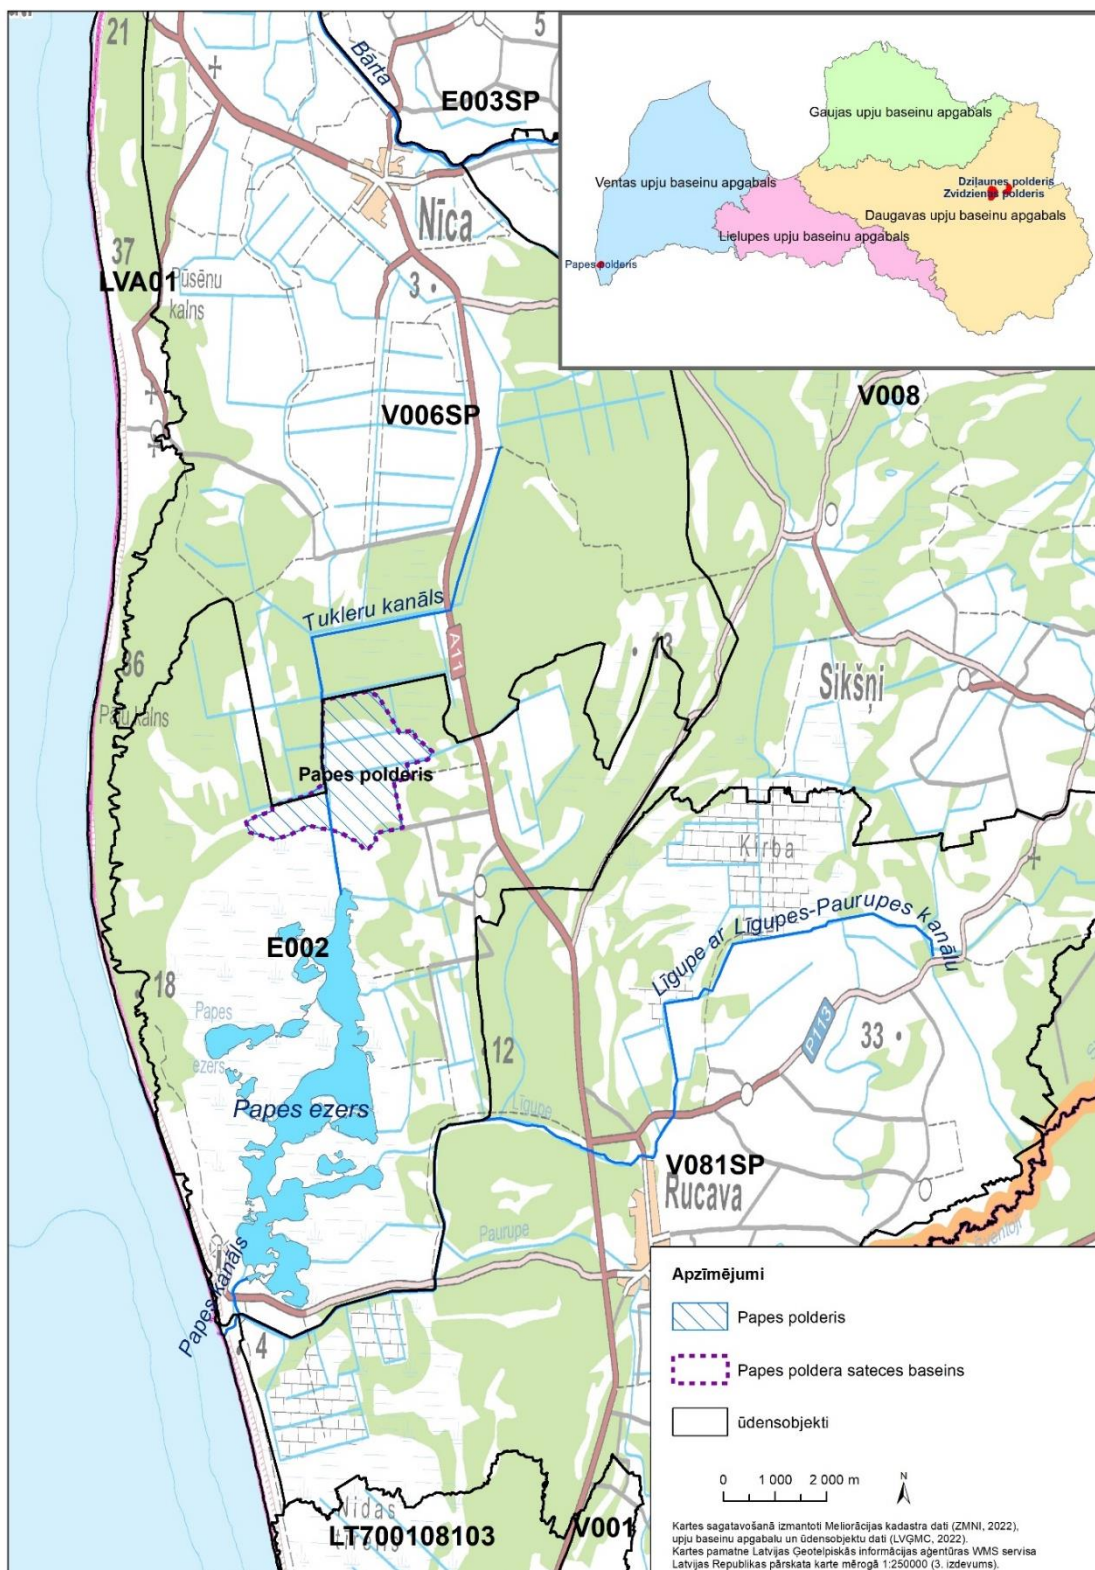 21
5
Bārta
E003SP
Nīca
37
LVA01
Pūsēnu
kalns
3
V006SP
V008
Gaujas upju baseinu apgabals
Ventas upju baseinu apgabals
Dziļaunes polderis
Zvidzienas polderis
Daugavas upju baseinu apgabals
Lielupes upju baseinu apgabals
Papes polderis
Tukleru kanāls
A11
13
36
Sikšņi
kalns
Papes polderis
Ķirba
E002
Līgupe ar Līgupes-Paurupes kanālu
18
Papes
ezers
P113
33
12
Papes ezers
Līgupe
V081SP
Rucava
Paurupe
Papes kanāls
4
Nidas
LT700108103
V001
Apzīmējumi
Papes polderis
Papes poldera sateces baseins
ūdensobjekti
0 1 000 2 000 m
N
Kartes sagatavošanā izmantoti Meliorācijas kadastra dati (ZMNI, 2022),
upju baseinu apgabalu un ūdensobjektu dati (LVĢMC, 2022).
Kartes pamatne Latvijas Ģeotelpiskās informācijas aģentūras WMS servisa
Latvijas Republikas pārskata karte mērogā 1:250000 (3. izdevums).